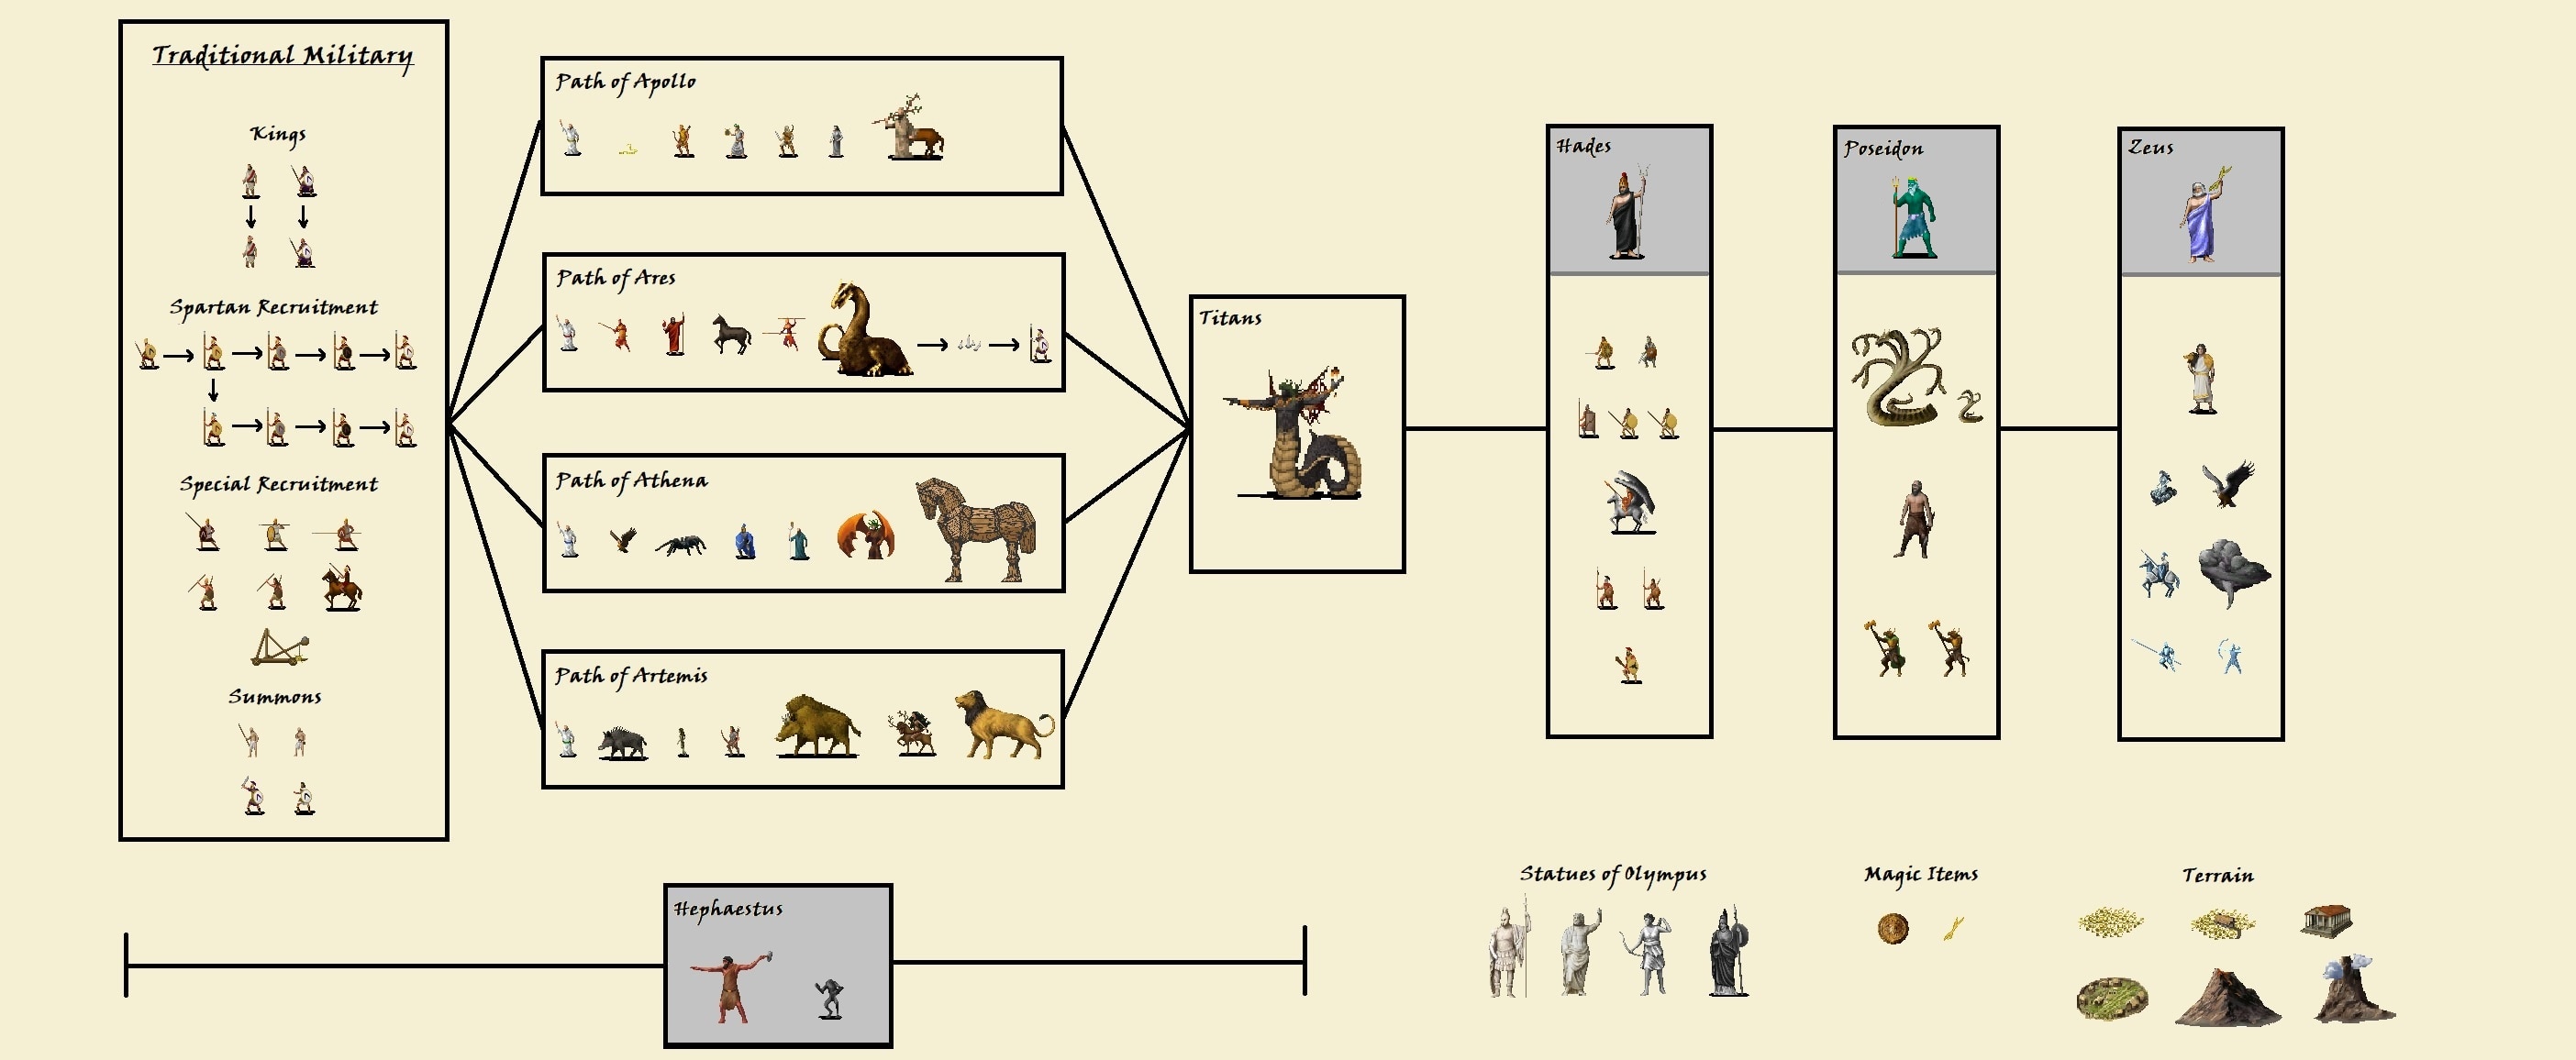 Traditional Military
Kings
Spartan Recruitment
Special Recruitment
Summons
Path of Apollo
Path of Ares
Path of Athena
Path of Artemis
Titans
Hades
Poseidon
Zeus
Hephaestus
Statues of Olympus
Magic Items
Terrain